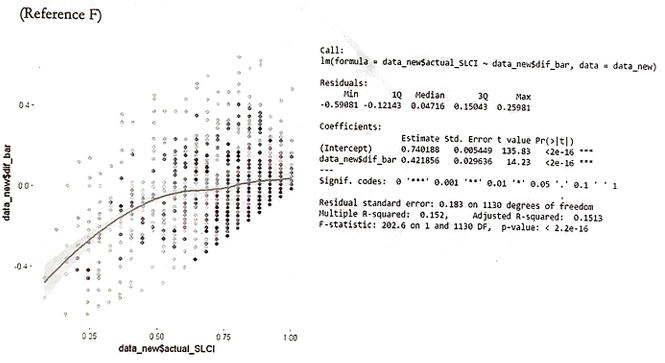 (Reference F)
data_new$dif_bar
0.4
0.0
-0.4
0.25
0.50
0.75
1.00
data_new$actual_SLCI
Call:
lm(formula = data_new$actual_SLCI ~ data_new$dif_bar, data = data_new)
Residuals:
Min 1Q Median 3Q Max
-0.59081 -0.12143 0.04716 0.15043 0.25981
Coefficients:
Estimate Std. Error t value Pr(>|t|)
(Intercept) 0.740188 0.005449 135.83 <2e-16 ***
data_new$dif_bar 0.421856 0.029636 14.23 <2e-16 ***
---
Signif. codes: 0 '***' 0.001 '**' 0.01 '*' 0.05 '.' 0.1 ' ' 1
Residual standard error: 0.183 on 1130 degrees of freedom
Multiple R-squared: 0.152, Adjusted R-squared: 0.1513
F-statistic: 202.6 on 1 and 1130 DF, p-value: < 2.2e-16